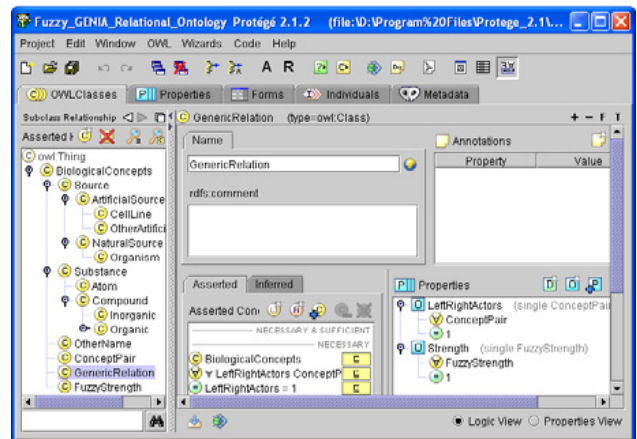 Fuzzy_GENIA_Relational_Ontology Protégé 2.1.2 (file:\D:\Program%20Files\Protege_2.1\...
Project Edit Window OWL Wizards Code Help
A R
OWLClasses Properties Forms Individuals Metadata
Subclass Relationship
GenericRelation (type=owl:Class)
+ - F T
Asserted H
Name
Annotations
GenericRelation
Property Value
rdfs:comment
owl:Thing
BiologicalConcepts
Source
ArtificialSource
CellLine
OtherArtifici
NaturalSource
Organism
Substance
Atom
Compound
Inorganic
Organic
OtherName
ConceptPair
GenericRelation
FuzzyStrength
Asserted Inferred
Asserted Con
NECESSARY & SUFFICIENT
NECESSARY
BiologicalConcepts
∀ LeftRightActors ConceptP
LeftRightActors = 1
Properties
LeftRightActors (single ConceptPai
ConceptPair
1
Strength (single FuzzyStrength)
FuzzyStrength
1
Logic View Properties View